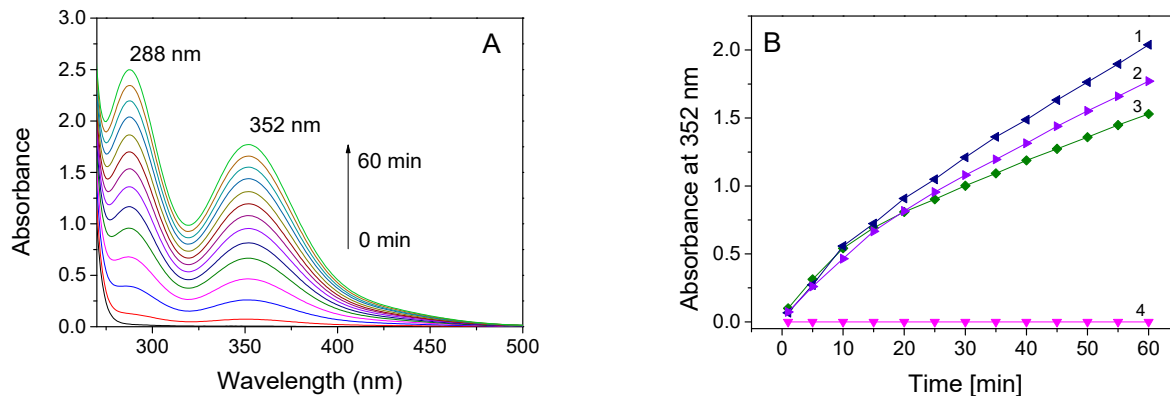 A
288 nm
352 nm
60 min
0 min
Absorbance
3.0
2.5
2.0
1.5
1.0
0.5
0.0
300 350 400 450 500
Wavelength (nm)
B
1
2
3
4
Absorbance at 352 nm
2.0
1.5
1.0
0.5
0.0
0 10 20 30 40 50 60
Time [min]